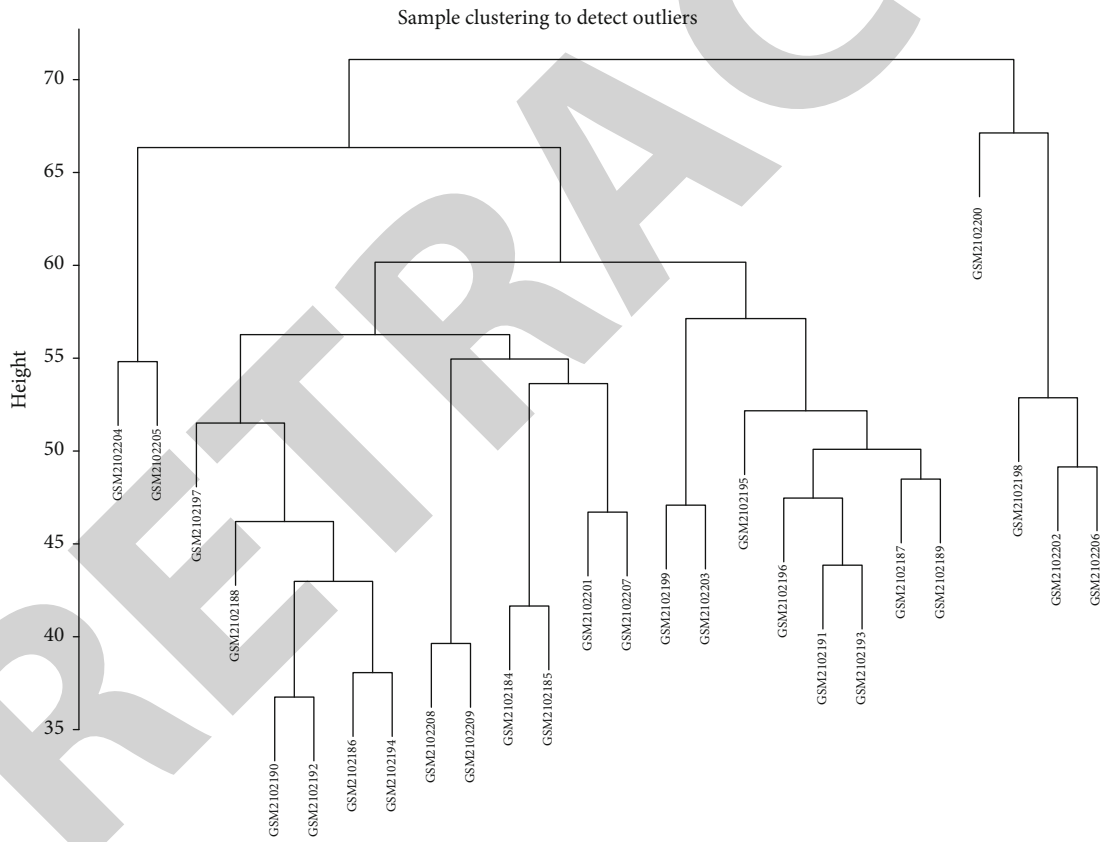 Sample clustering to detect outliers
Height
70
65
60
55
50
45
40
35
GSM2102204
GSM2102205
GSM2102197
GSM2102188
GSM2102190
GSM2102192
GSM2102186
GSM2102194
GSM2102208
GSM2102209
GSM2102184
GSM2102185
GSM2102201
GSM2102207
GSM2102199
GSM2102203
GSM2102195
GSM2102196
GSM2102191
GSM2102193
GSM2102187
GSM2102189
GSM2102200
GSM2102198
GSM2102202
GSM2102206
RETRAC